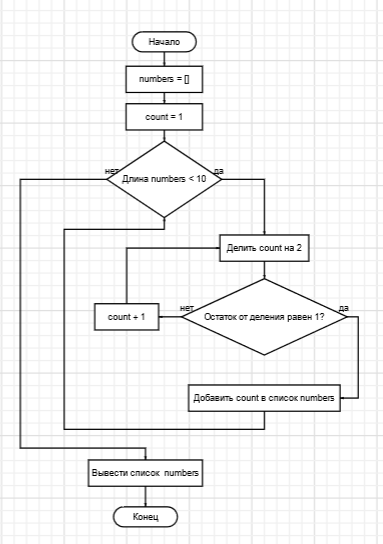 Начало
numbers = []
count = 1
нет
Длина numbers < 10
да
Делить count на 2
нет
Остаток от деления равен 1?
да
count + 1
Добавить count в список numbers
Вывести список numbers
Конец